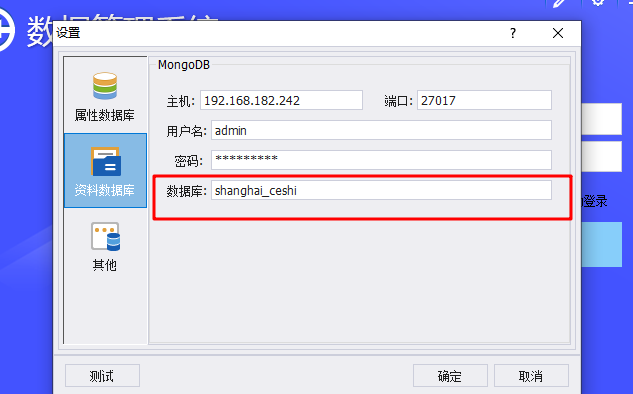 数据管理系统
设置
?
MongoDB
属性数据库
资料数据库
其他
主机: 192.168.182.242 端口: 27017
用户名: admin
密码: *********
数据库: shanghai_ceshi
登录
测试 确定 取消